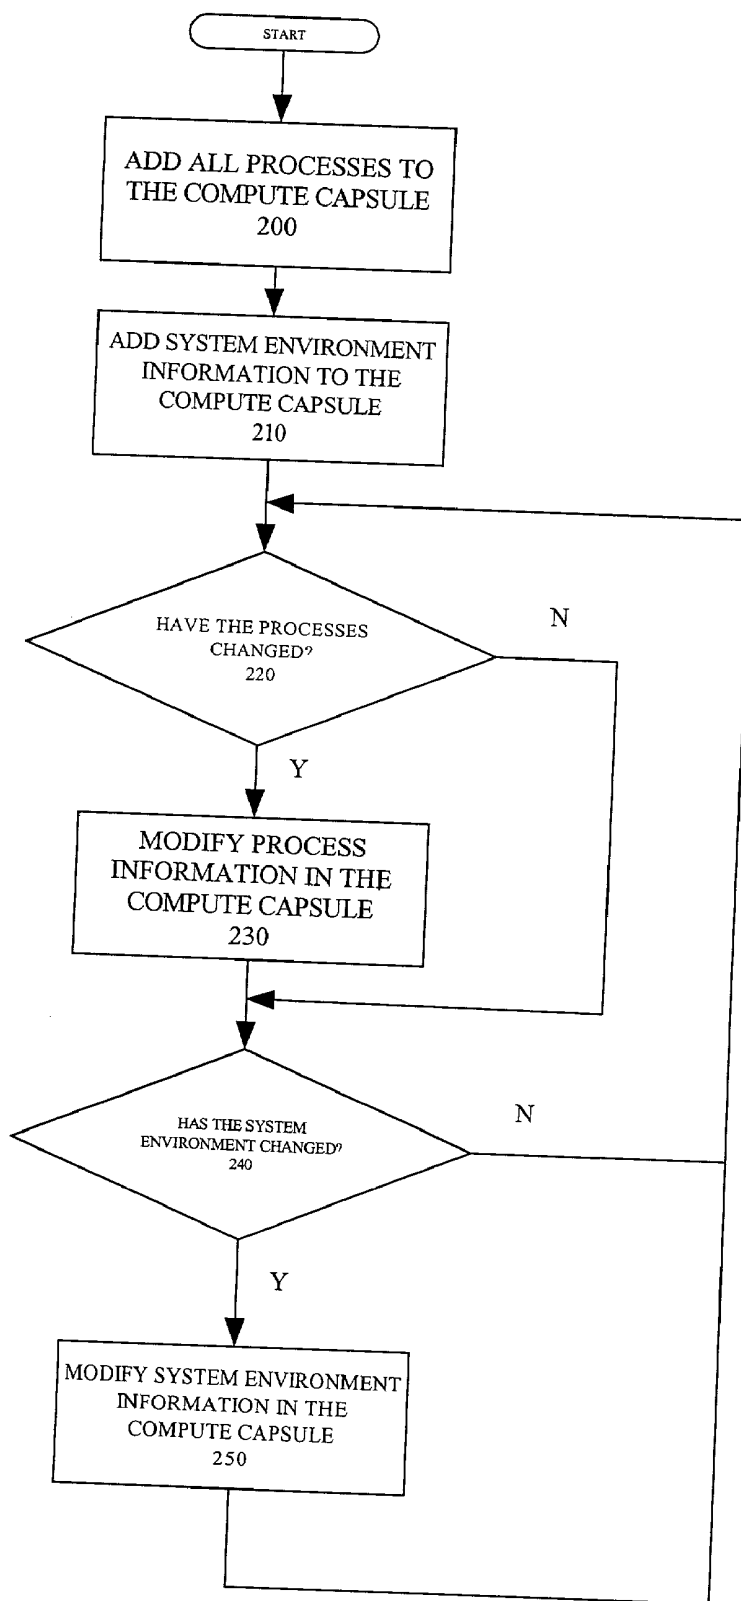 START
ADD ALL PROCESSES TO
THE COMPUTE CAPSULE
200
ADD SYSTEM ENVIRONMENT
INFORMATION TO THE
COMPUTE CAPSULE
210
HAVE THE PROCESSES
CHANGED?
220
N
Y
MODIFY PROCESS
INFORMATION IN THE
COMPUTE CAPSULE
230
HAS THE SYSTEM
ENVIRONMENT CHANGED?
240
N
Y
MODIFY SYSTEM ENVIRONMENT
INFORMATION IN THE
COMPUTE CAPSULE
250